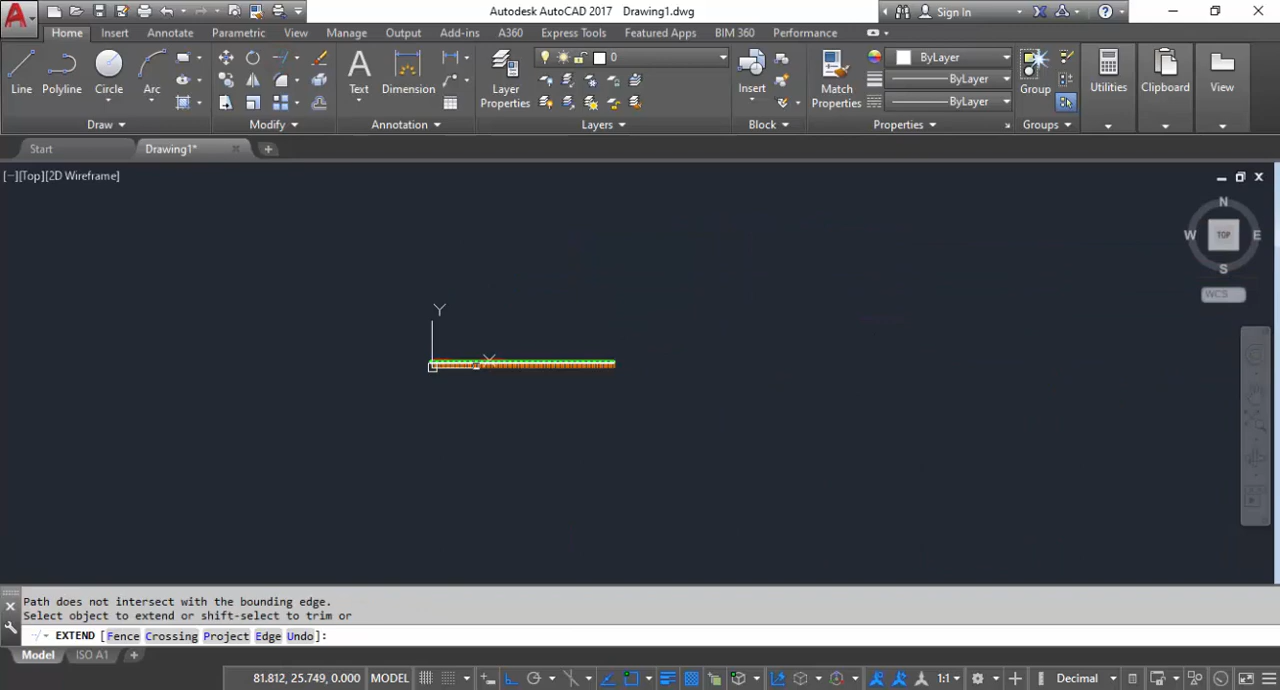 Autodesk AutoCAD 2017 Drawing1.dwg
Sign In
Home Insert Annotate Parametric View Manage Output Add-ins A360 Express Tools Featured Apps BIM 360 Performance
Line Polyline Circle Arc
Text Dimension
Layer Properties
0
Insert
Match Properties
ByLayer
ByLayer
ByLayer
Group
Utilities Clipboard View
Draw Modify Annotation Layers Block Properties Groups
Start Drawing1*
[−][Top][2D Wireframe]
N
W TOP E
S
WCS
Y
X
Path does not intersect with the bounding edge.
Select object to extend or shift-select to trim or
EXTEND [Fence Crossing Project Edge Undo]:
Model ISO A1
81.812, 25.749, 0.000 MODEL 1:1 Decimal